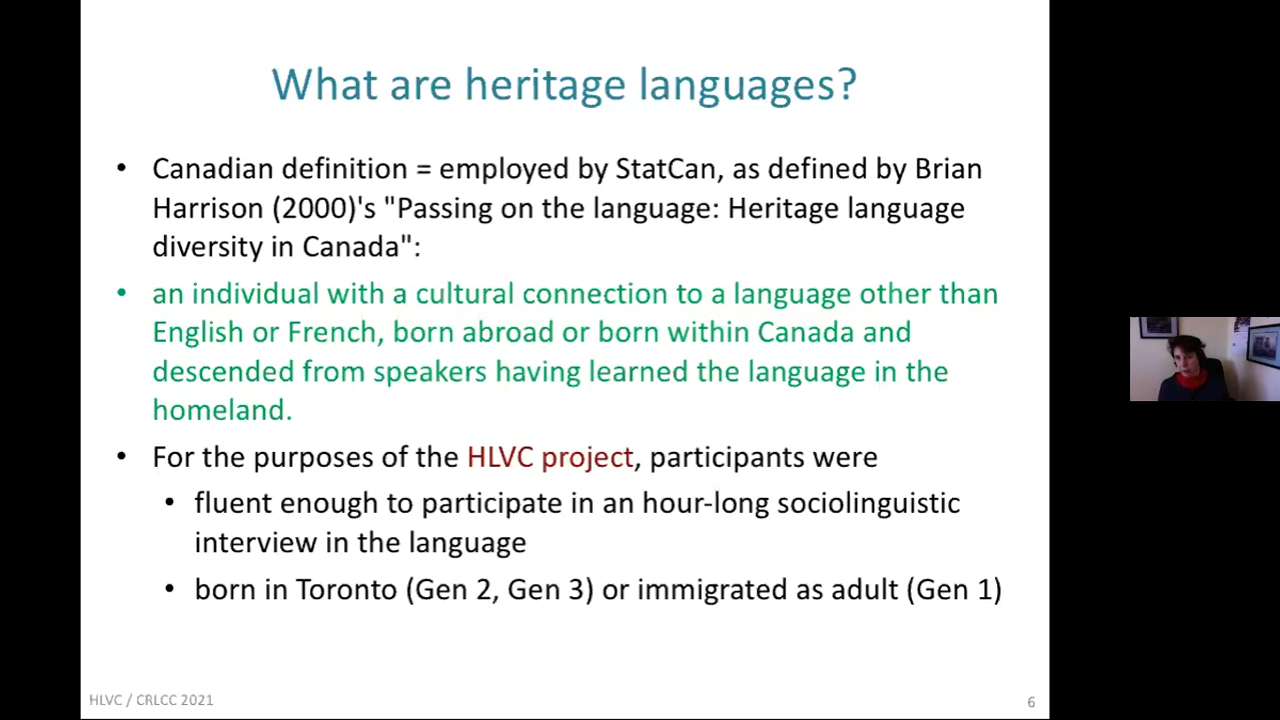 What are heritage languages?
• Canadian definition = employed by StatCan, as defined by Brian
Harrison (2000)'s "Passing on the language: Heritage language
diversity in Canada":
• an individual with a cultural connection to a language other than
English or French, born abroad or born within Canada and
descended from speakers having learned the language in the
homeland.
• For the purposes of the HLVC project, participants were
• fluent enough to participate in an hour-long sociolinguistic
interview in the language
• born in Toronto (Gen 2, Gen 3) or immigrated as adult (Gen 1)
HLVC / CRLCC 2021
6